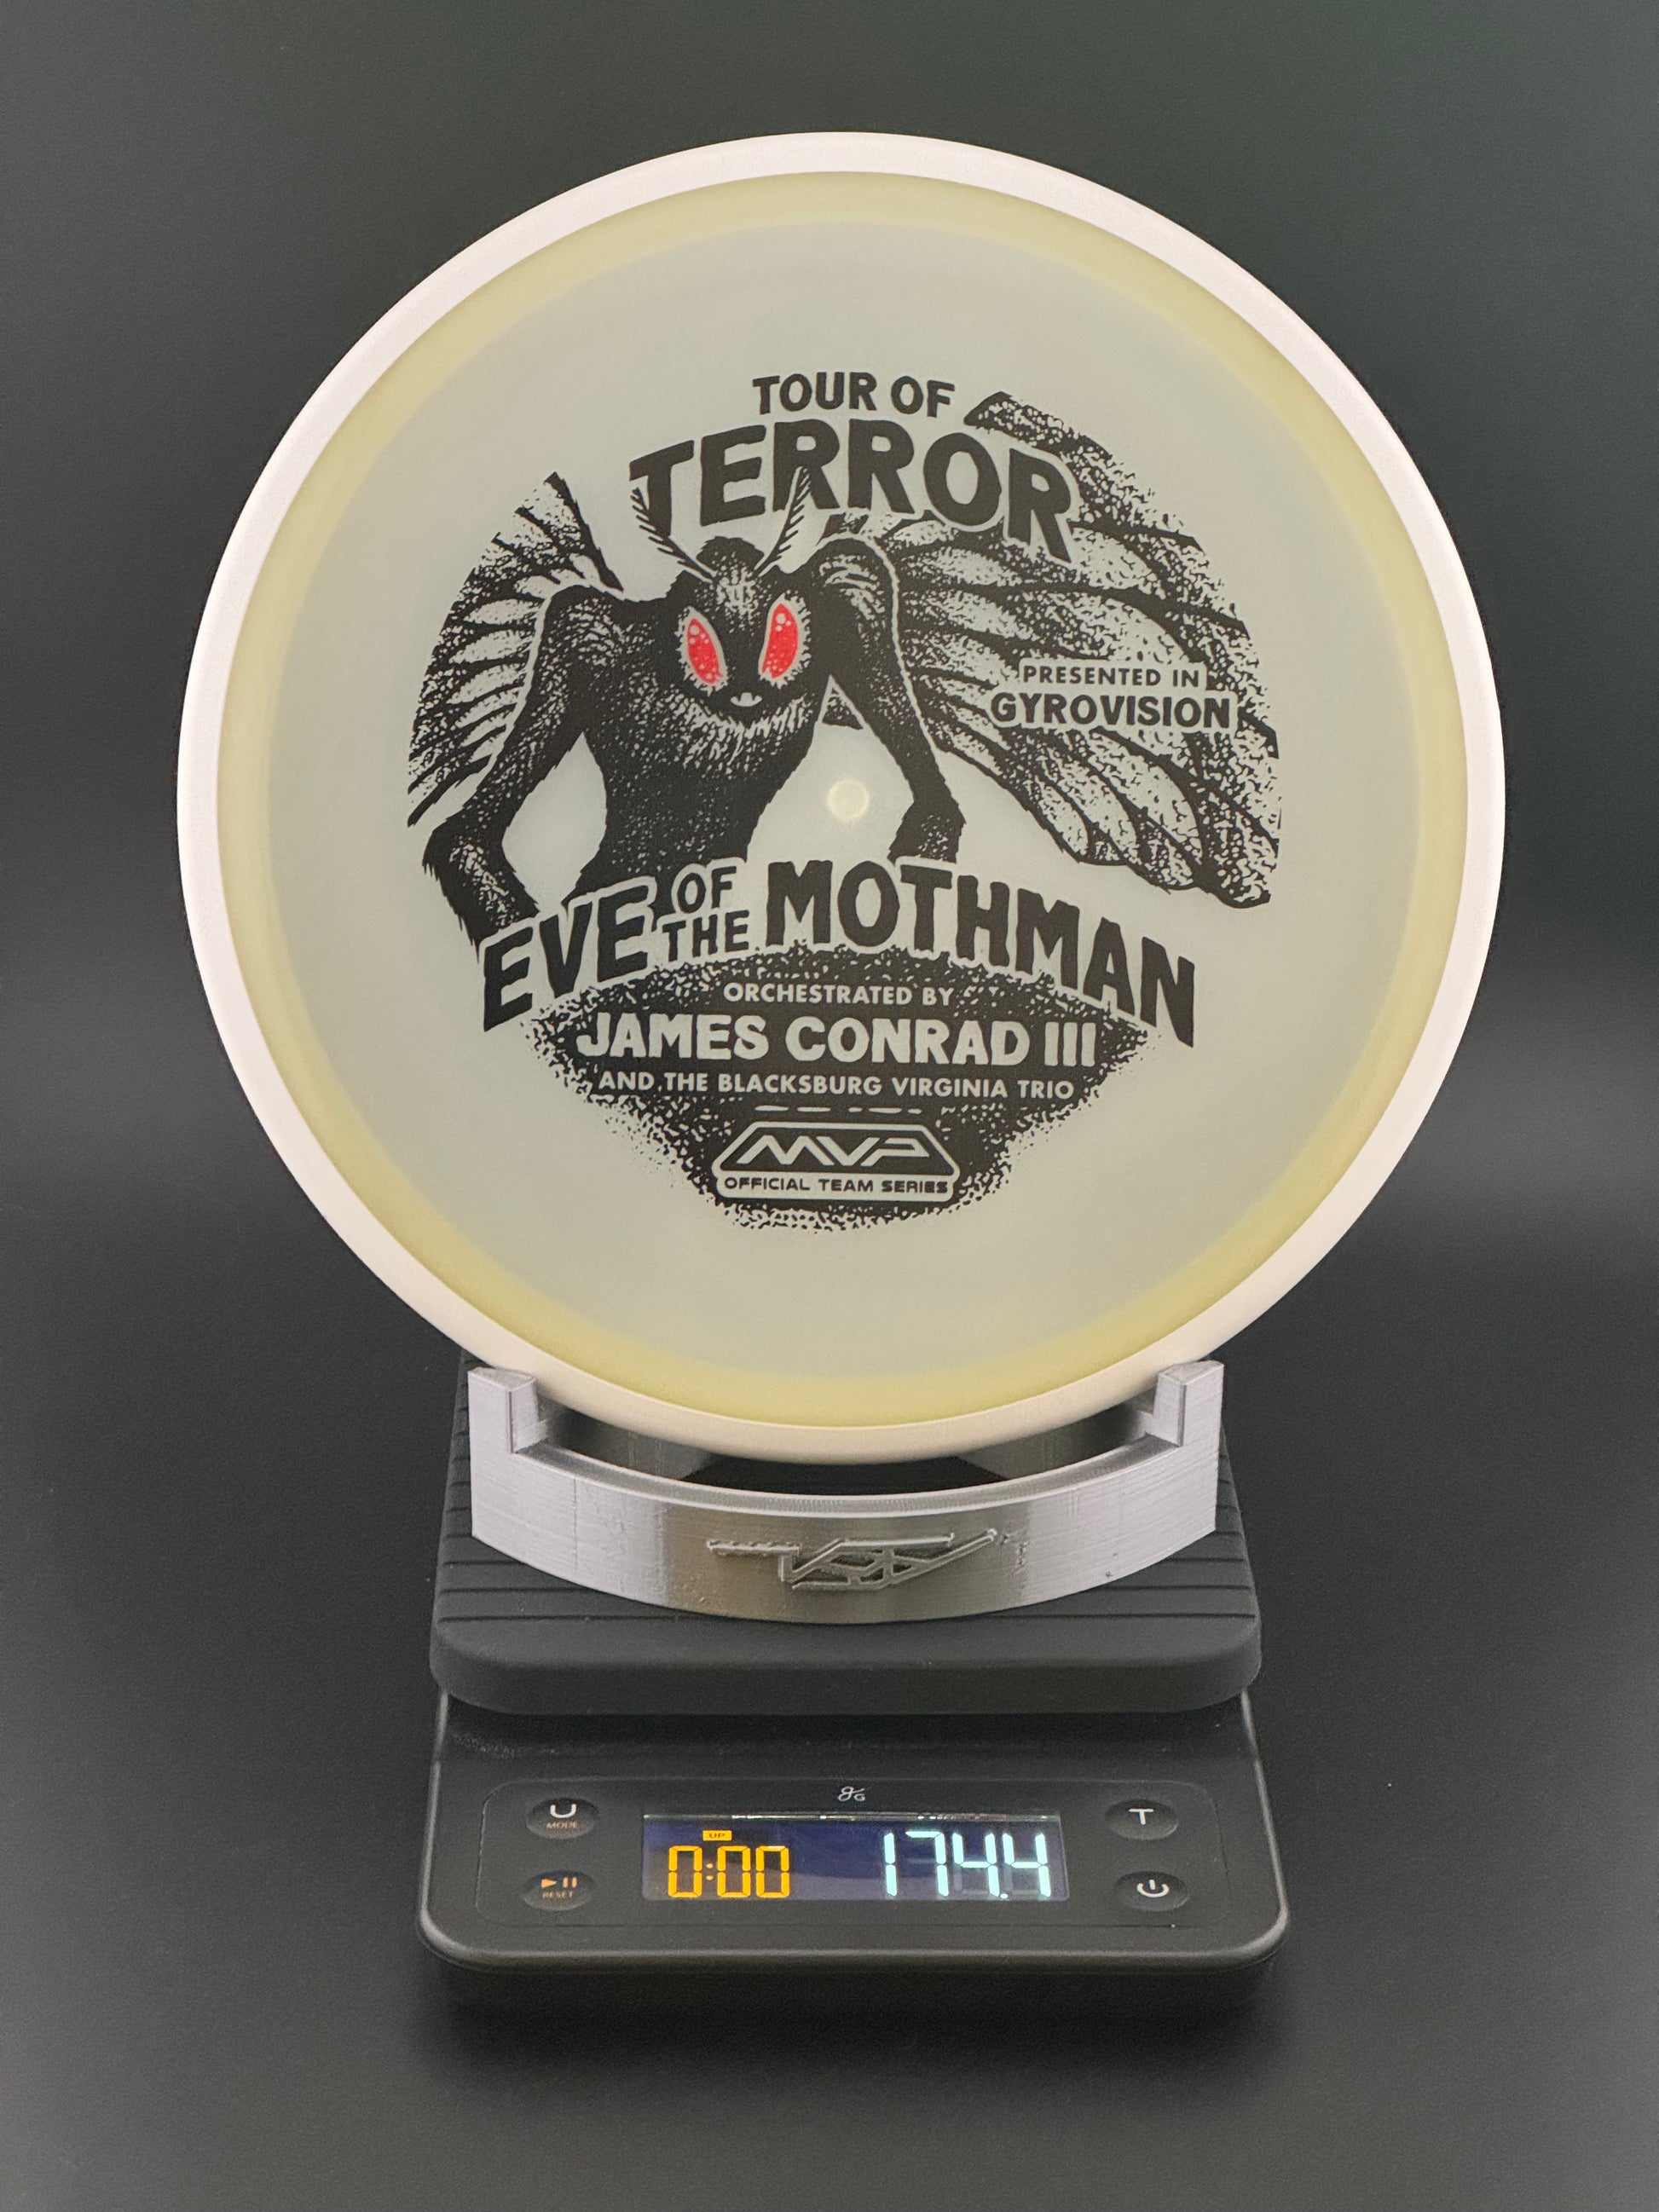 TOUR OF
TERROR
PRESENTED IN
GYROVISION
EVE OF THE MOTHMAN
ORCHESTRATED BY
JAMES CONRAD III
AND THE BLACKSBURG VIRGINIA TRIO
MVP
OFFICIAL TEAM SERIES
U
MODE
UP
0:00
174.4
T
RESET